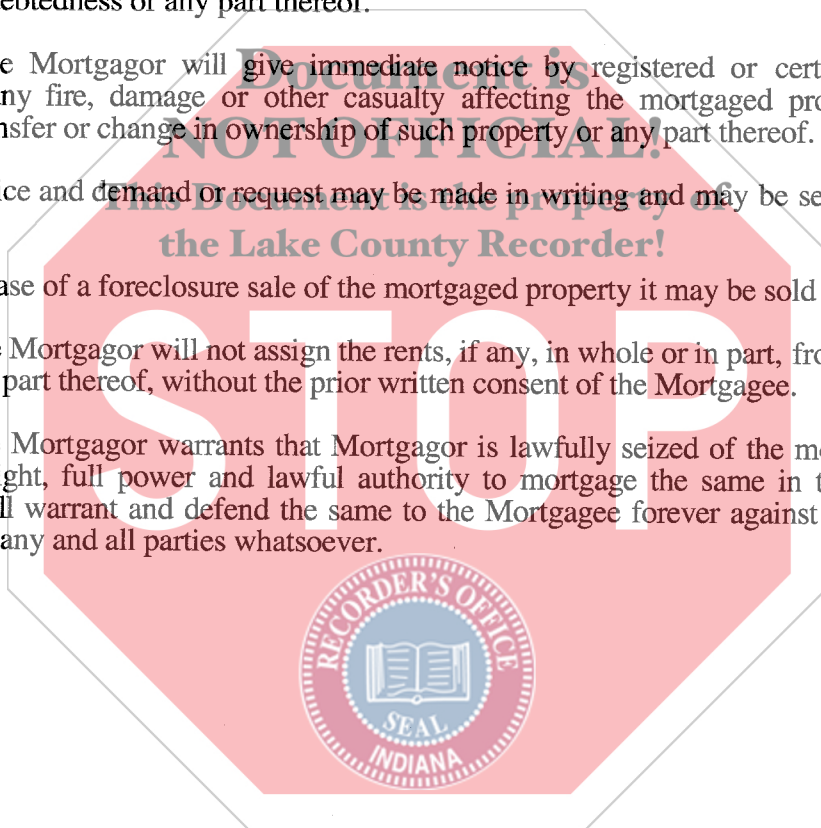 ebtedness or any part thereof.
e Mortgagor will give immediate notice by registered or cert
ny fire, damage or other casualty affecting the mortgaged pro
nsfer or change in ownership of such property or any part thereof.
ice and demand or request may be made in writing and may be se
ase of a foreclosure sale of the mortgaged property it may be sold
Mortgagor will not assign the rents, if any, in whole or in part, fro
part thereof, without the prior written consent of the Mortgagee.
Mortgagor warrants that Mortgagor is lawfully seized of the m
ght, full power and lawful authority to mortgage the same in t
ll warrant and defend the same to the Mortgagee forever against
any and all parties whatsoever.
Document is
NOT OFFICIAL!
This Document is the property of
the Lake County Recorder!
STOP
RECORDER'S OFFICE
SEAL
INDIANA